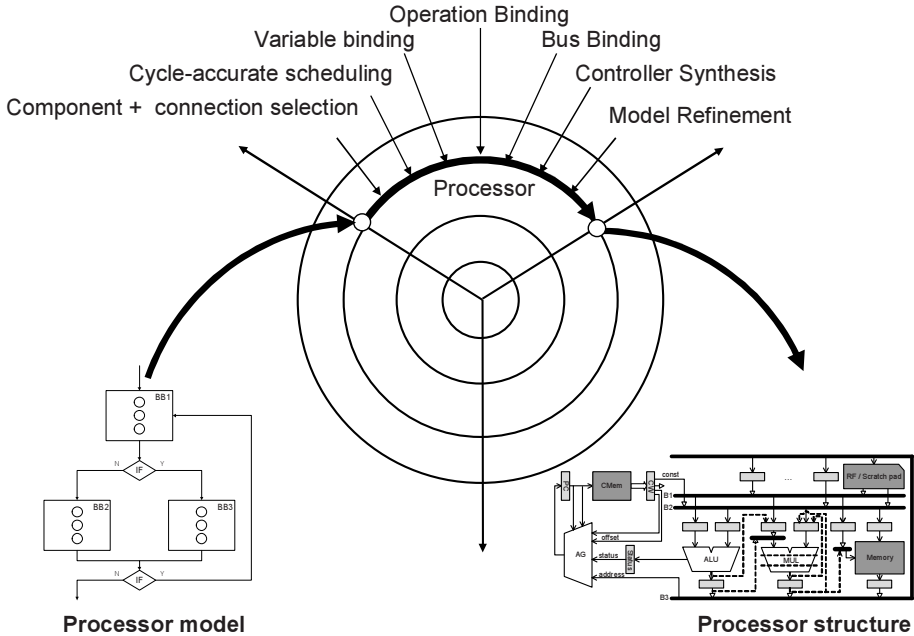 Operation Binding
Variable binding
Bus Binding
Cycle-accurate scheduling
Controller Synthesis
Component + connection selection
Model Refinement
Processor
BB1
IF
N
Y
BB2
BB3
IF
Processor model
PC
CMem
CW
const
...
RF / Scratch pad
B1
B2
offset
AG
status
Status
ALU
MUL
Memory
address
B3
Processor structure